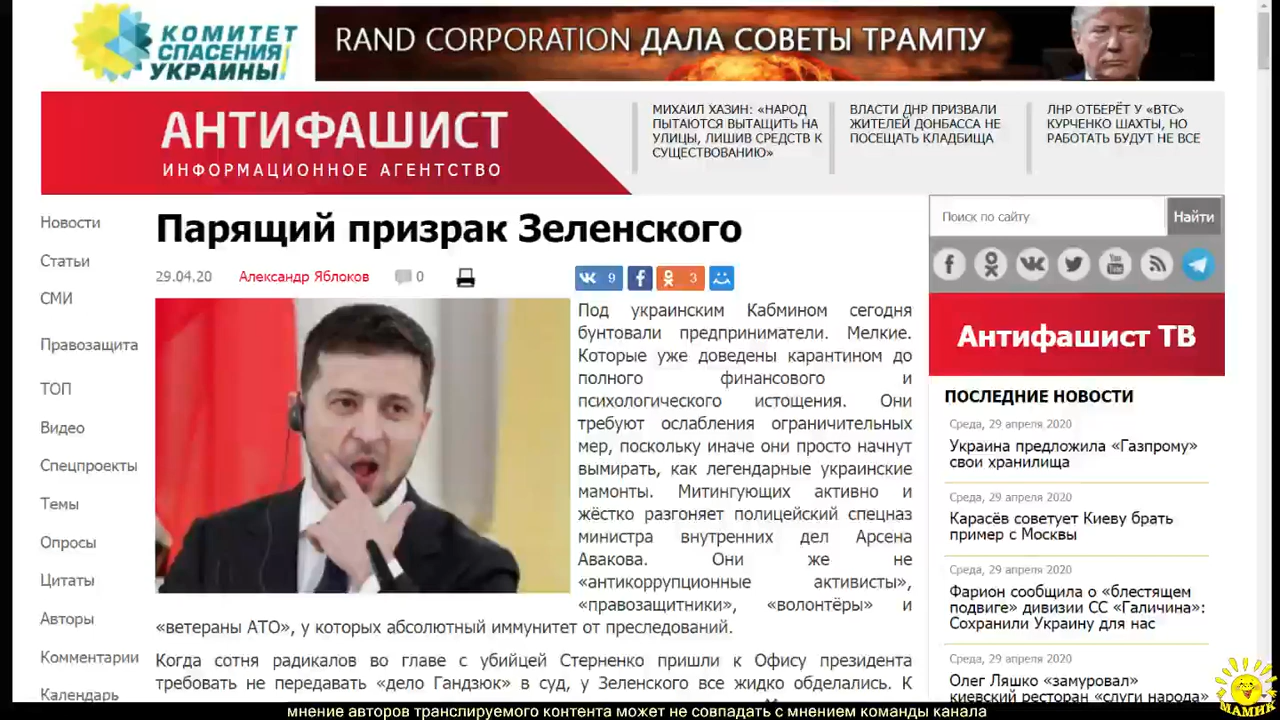 КОМИТЕТ
СПАСЕНИЯ
УКРАИНЫ
RAND CORPORATION ДАЛА СОВЕТЫ ТРАМПУ
АНТИФАШИСТ
ИНФОРМАЦИОННОЕ АГЕНТСТВО
МИХАИЛ ХАЗИН: «НАРОД
ПЫТАЮТСЯ ВЫТАЩИТЬ НА
УЛИЦЫ, ЛИШИВ СРЕДСТВ К
СУЩЕСТВОВАНИЮ»
ВЛАСТИ ДНР ПРИЗВАЛИ
ЖИТЕЛЕЙ ДОНБАССА НЕ
ПОСЕЩАТЬ КЛАДБИЩА
ЛНР ОТБЕРЁТ У «ВТС»
КУРЧЕНКО ШАХТЫ, НО
РАБОТАТЬ БУДУТ НЕ ВСЕ
Новости
Статьи
СМИ
Правозащита
ТОП
Видео
Спецпроекты
Темы
Опросы
Цитаты
Авторы
Комментарии
Календарь
Парящий призрак Зеленского
29.04.20 Александр Яблоков 0
9
3
Под украинским Кабмином сегодня
бунтовали предприниматели. Мелкие.
Которые уже доведены карантином до
полного финансового и
психологического истощения. Они
требуют ослабления ограничительных
мер, поскольку иначе они просто начнут
вымирать, как легендарные украинские
мамонты. Митингующих активно и
жёстко разгоняет полицейский спецназ
министра внутренних дел Арсена
Авакова. Они же не
«антикоррупционные активисты»,
«правозащитники», «волонтёры» и
«ветераны АТО», у которых абсолютный иммунитет от преследований.
Когда сотня радикалов во главе с убийцей Стерненко пришли к Офису президента
требовать не передавать «дело Гандзюк» в суд, у Зеленского все жидко обделались. К
Поиск по сайту
Найти
You
Tube
Антифашист ТВ
ПОСЛЕДНИЕ НОВОСТИ
Среда, 29 апреля 2020
Украина предложила «Газпрому»
свои хранилища
Среда, 29 апреля 2020
Карасёв советует Киеву брать
пример с Москвы
Среда, 29 апреля 2020
Фарион сообщила о «блестящем
подвиге» дивизии СС «Галичина»:
Сохранили Украину для нас
Среда, 29 апреля 2020
Олег Ляшко «замуровал»
киевский ресторан «слуги народа»
МАМИК
мнение авторов транслируемого контента может не совпадать с мнением команды канала